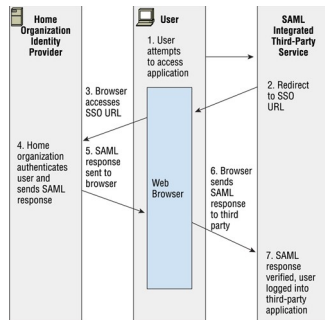 Home
Organization
Identity
Provider
User
SAML
Integrated
Third-Party
Service
1. User
attempts
to access
application
2. Redirect
to SSO
URL
3. Browser
accesses
SSO URL
4. Home
organization
authenticates
user and
sends SAML
response
5. SAML
response
sent to
browser
Web
Browser
6. Browser
sends
SAML
response
to third
party
7. SAML
response
verified, user
logged into
third-party
application